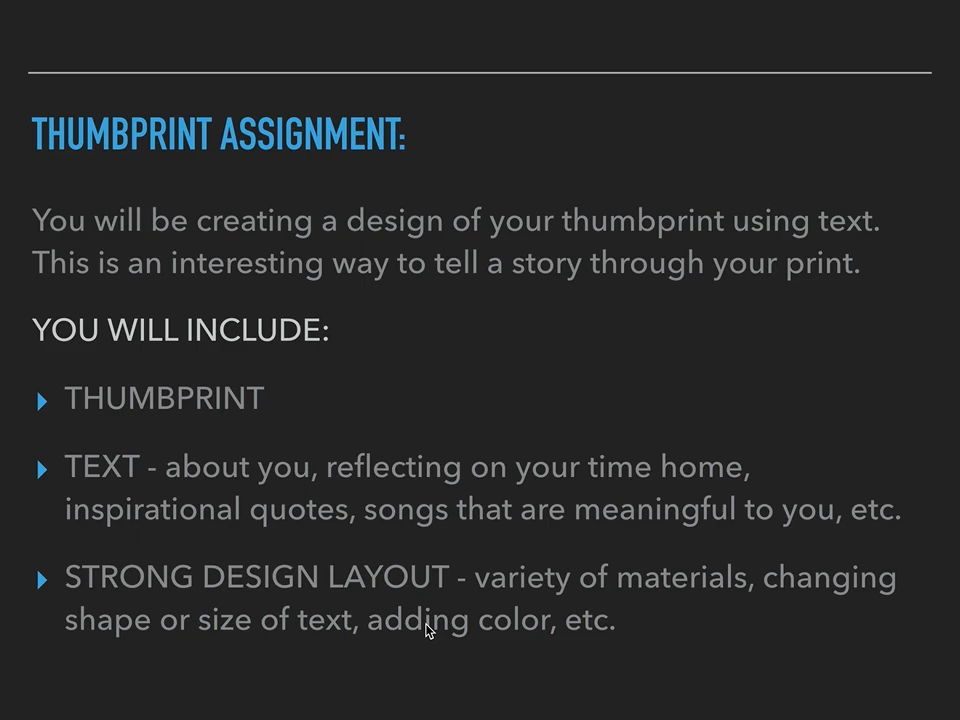 THUMBPRINT ASSIGNMENT:
You will be creating a design of your thumbprint using text.
This is an interesting way to tell a story through your print.
YOU WILL INCLUDE:
THUMBPRINT
TEXT - about you, reflecting on your time home,
inspirational quotes, songs that are meaningful to you, etc.
STRONG DESIGN LAYOUT - variety of materials, changing
shape or size of text, adding color, etc.